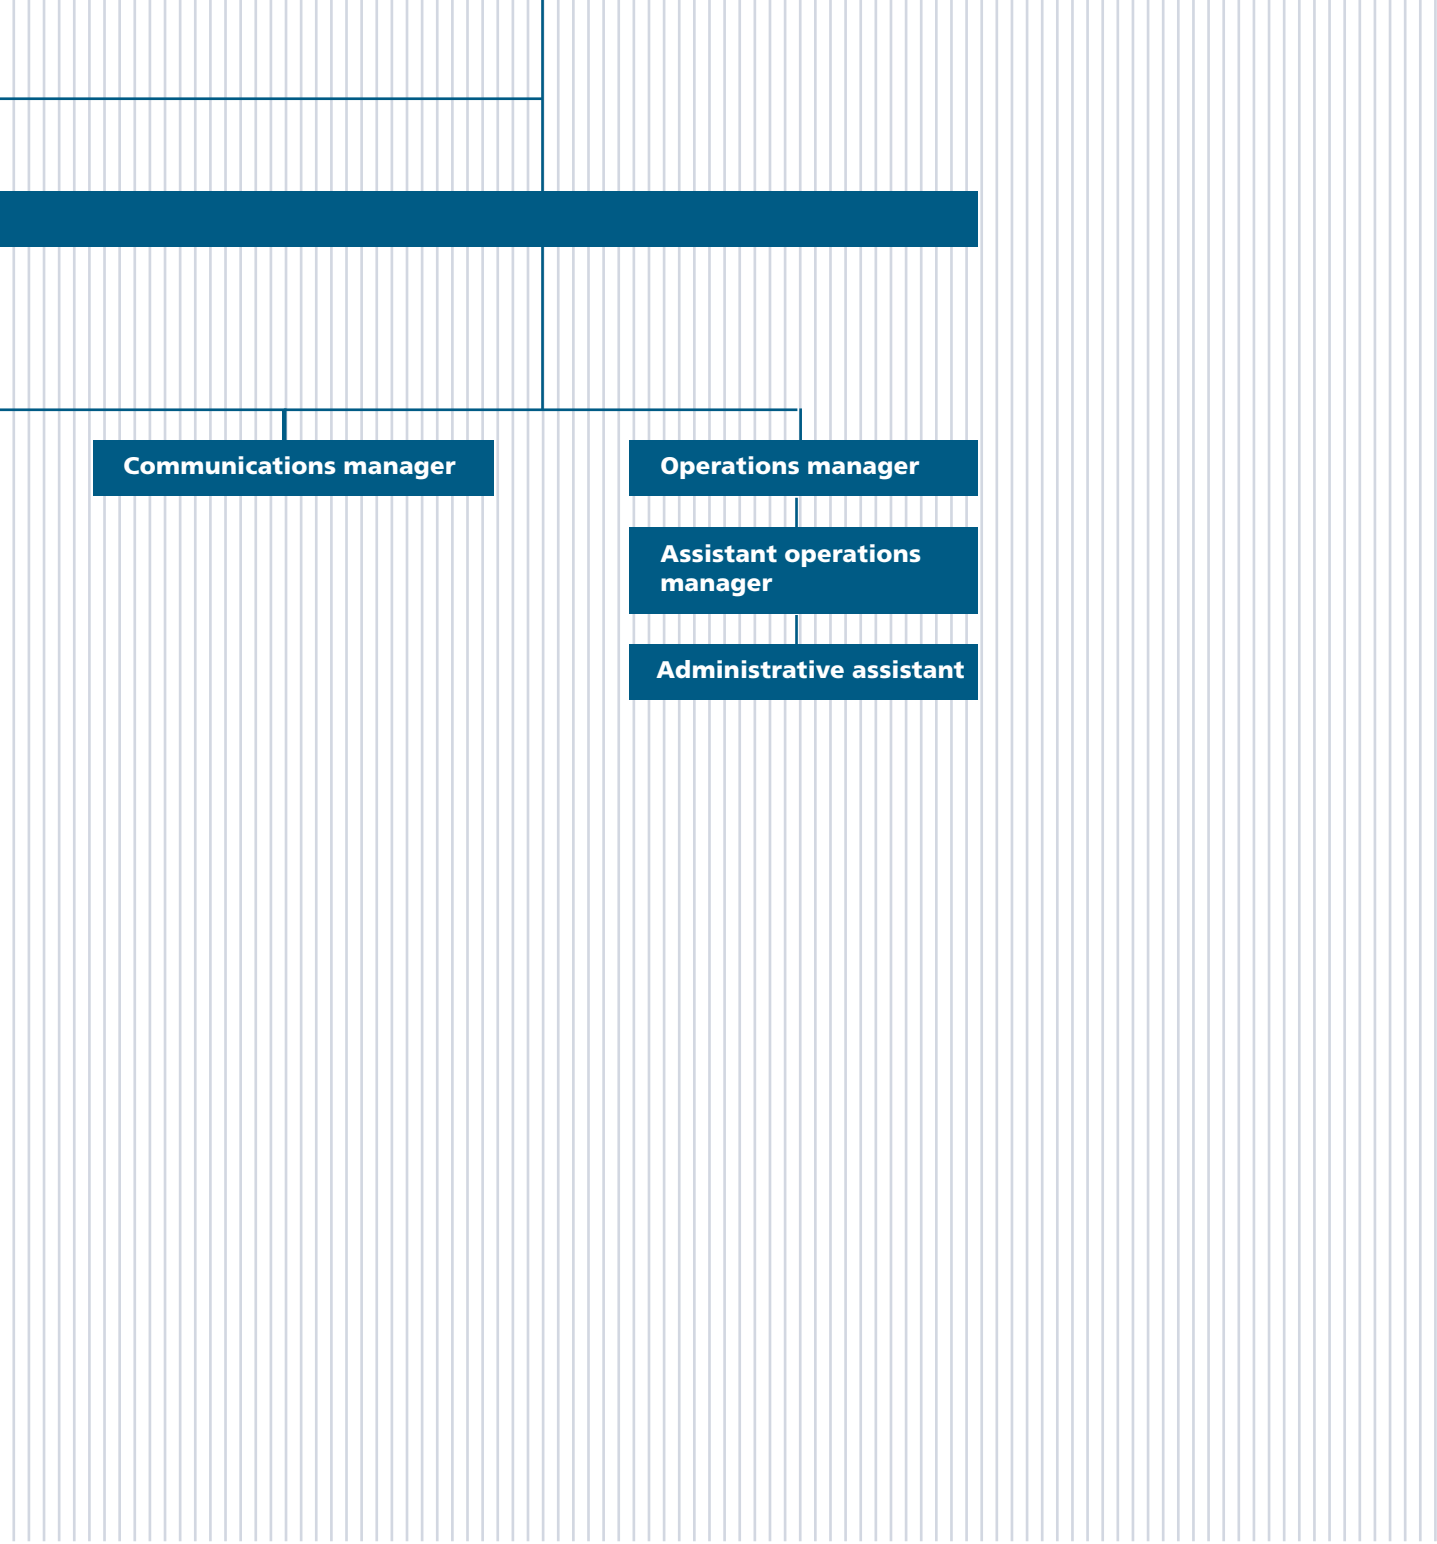 Communications manager
Operations manager
Assistant operations
manager
Administrative assistant